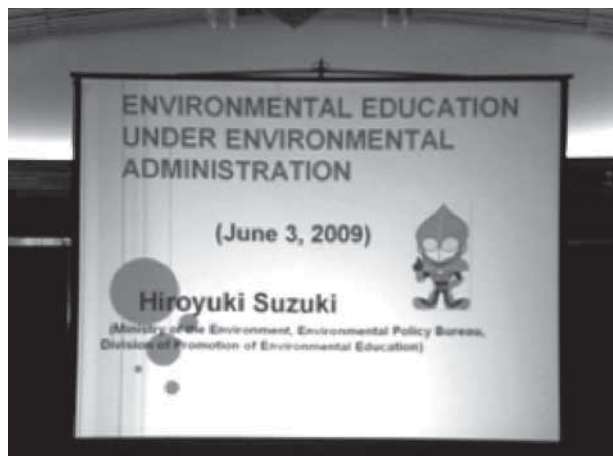 ENVIRONMENTAL EDUCATION
UNDER ENVIRONMENTAL
ADMINISTRATION
(June 3, 2009)
Hiroyuki Suzuki
(Ministry of the Environment, Environmental Policy Bureau,
Division of Promotion of Environmental Education)